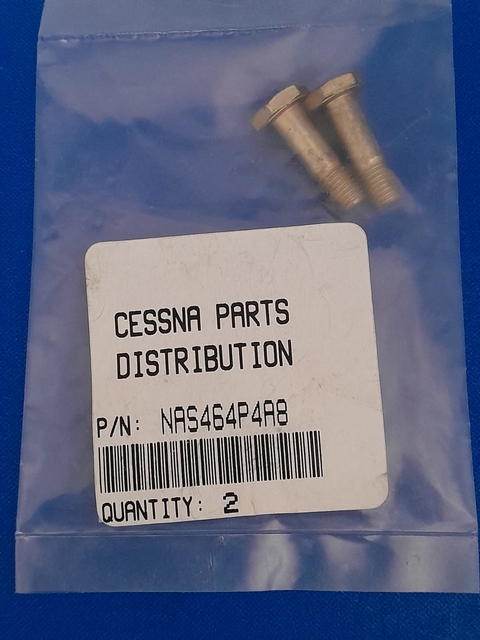 CESSNA PARTS
DISTRIBUTION
P/N: NAS464P4A8
QUANTITY: 2